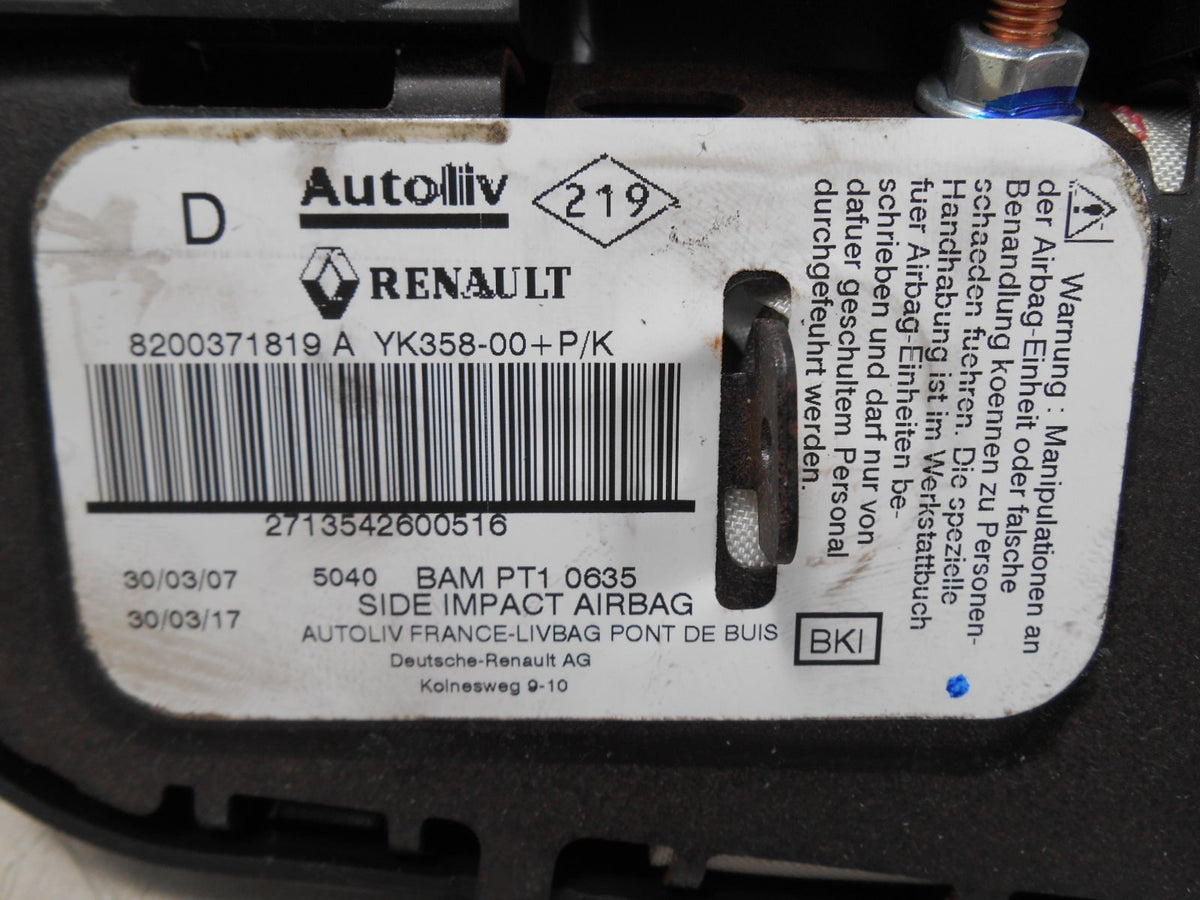 D
Autoliv
219
RENAULT
8200371819 A YK358-00+P/K
2713542600516
30/03/07 5040 BAM PT1 0635
30/03/17 SIDE IMPACT AIRBAG
AUTOLIV FRANCE-LIVBAG PONT DE BUIS
Deutsche-Renault AG
Kolnesweg 9-10
BKI
Warnung : Manipulationen an
der Airbag-Einheit oder falsche
Benandlung koennen zu Personen-
schaeden fuehren. Die spezielle
Handhabung ist im Werkstattbuch
fuer Airbag-Einheiten be-
schrieben und darf nur von
dafuer geschultem Personal
durchgefeuhrt werden.